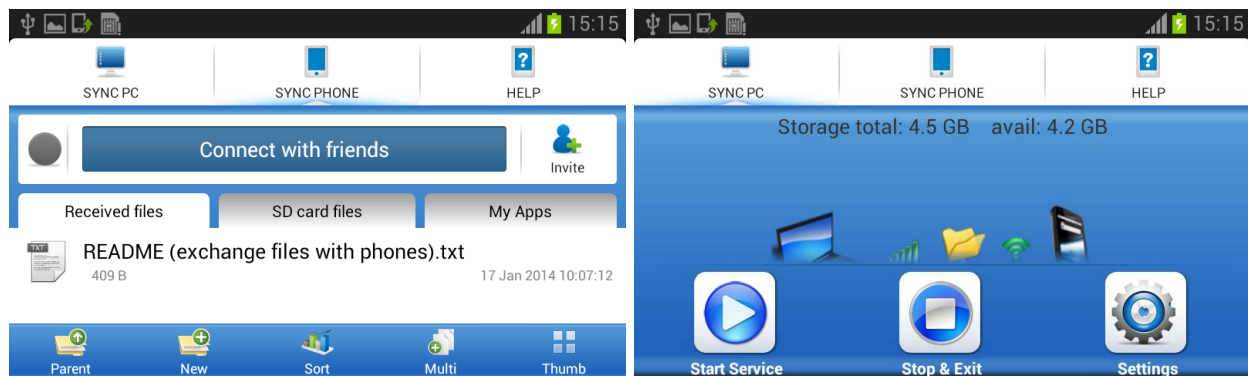 15:15
SYNC PC SYNC PHONE HELP
Connect with friends
Invite
Received files SD card files My Apps
TXT
README (exchange files with phones).txt
409 B 17 Jan 2014 10:07:12
Parent New Sort Multi Thumb
15:15
SYNC PC SYNC PHONE HELP
Storage total: 4.5 GB avail: 4.2 GB
Start Service Stop & Exit Settings